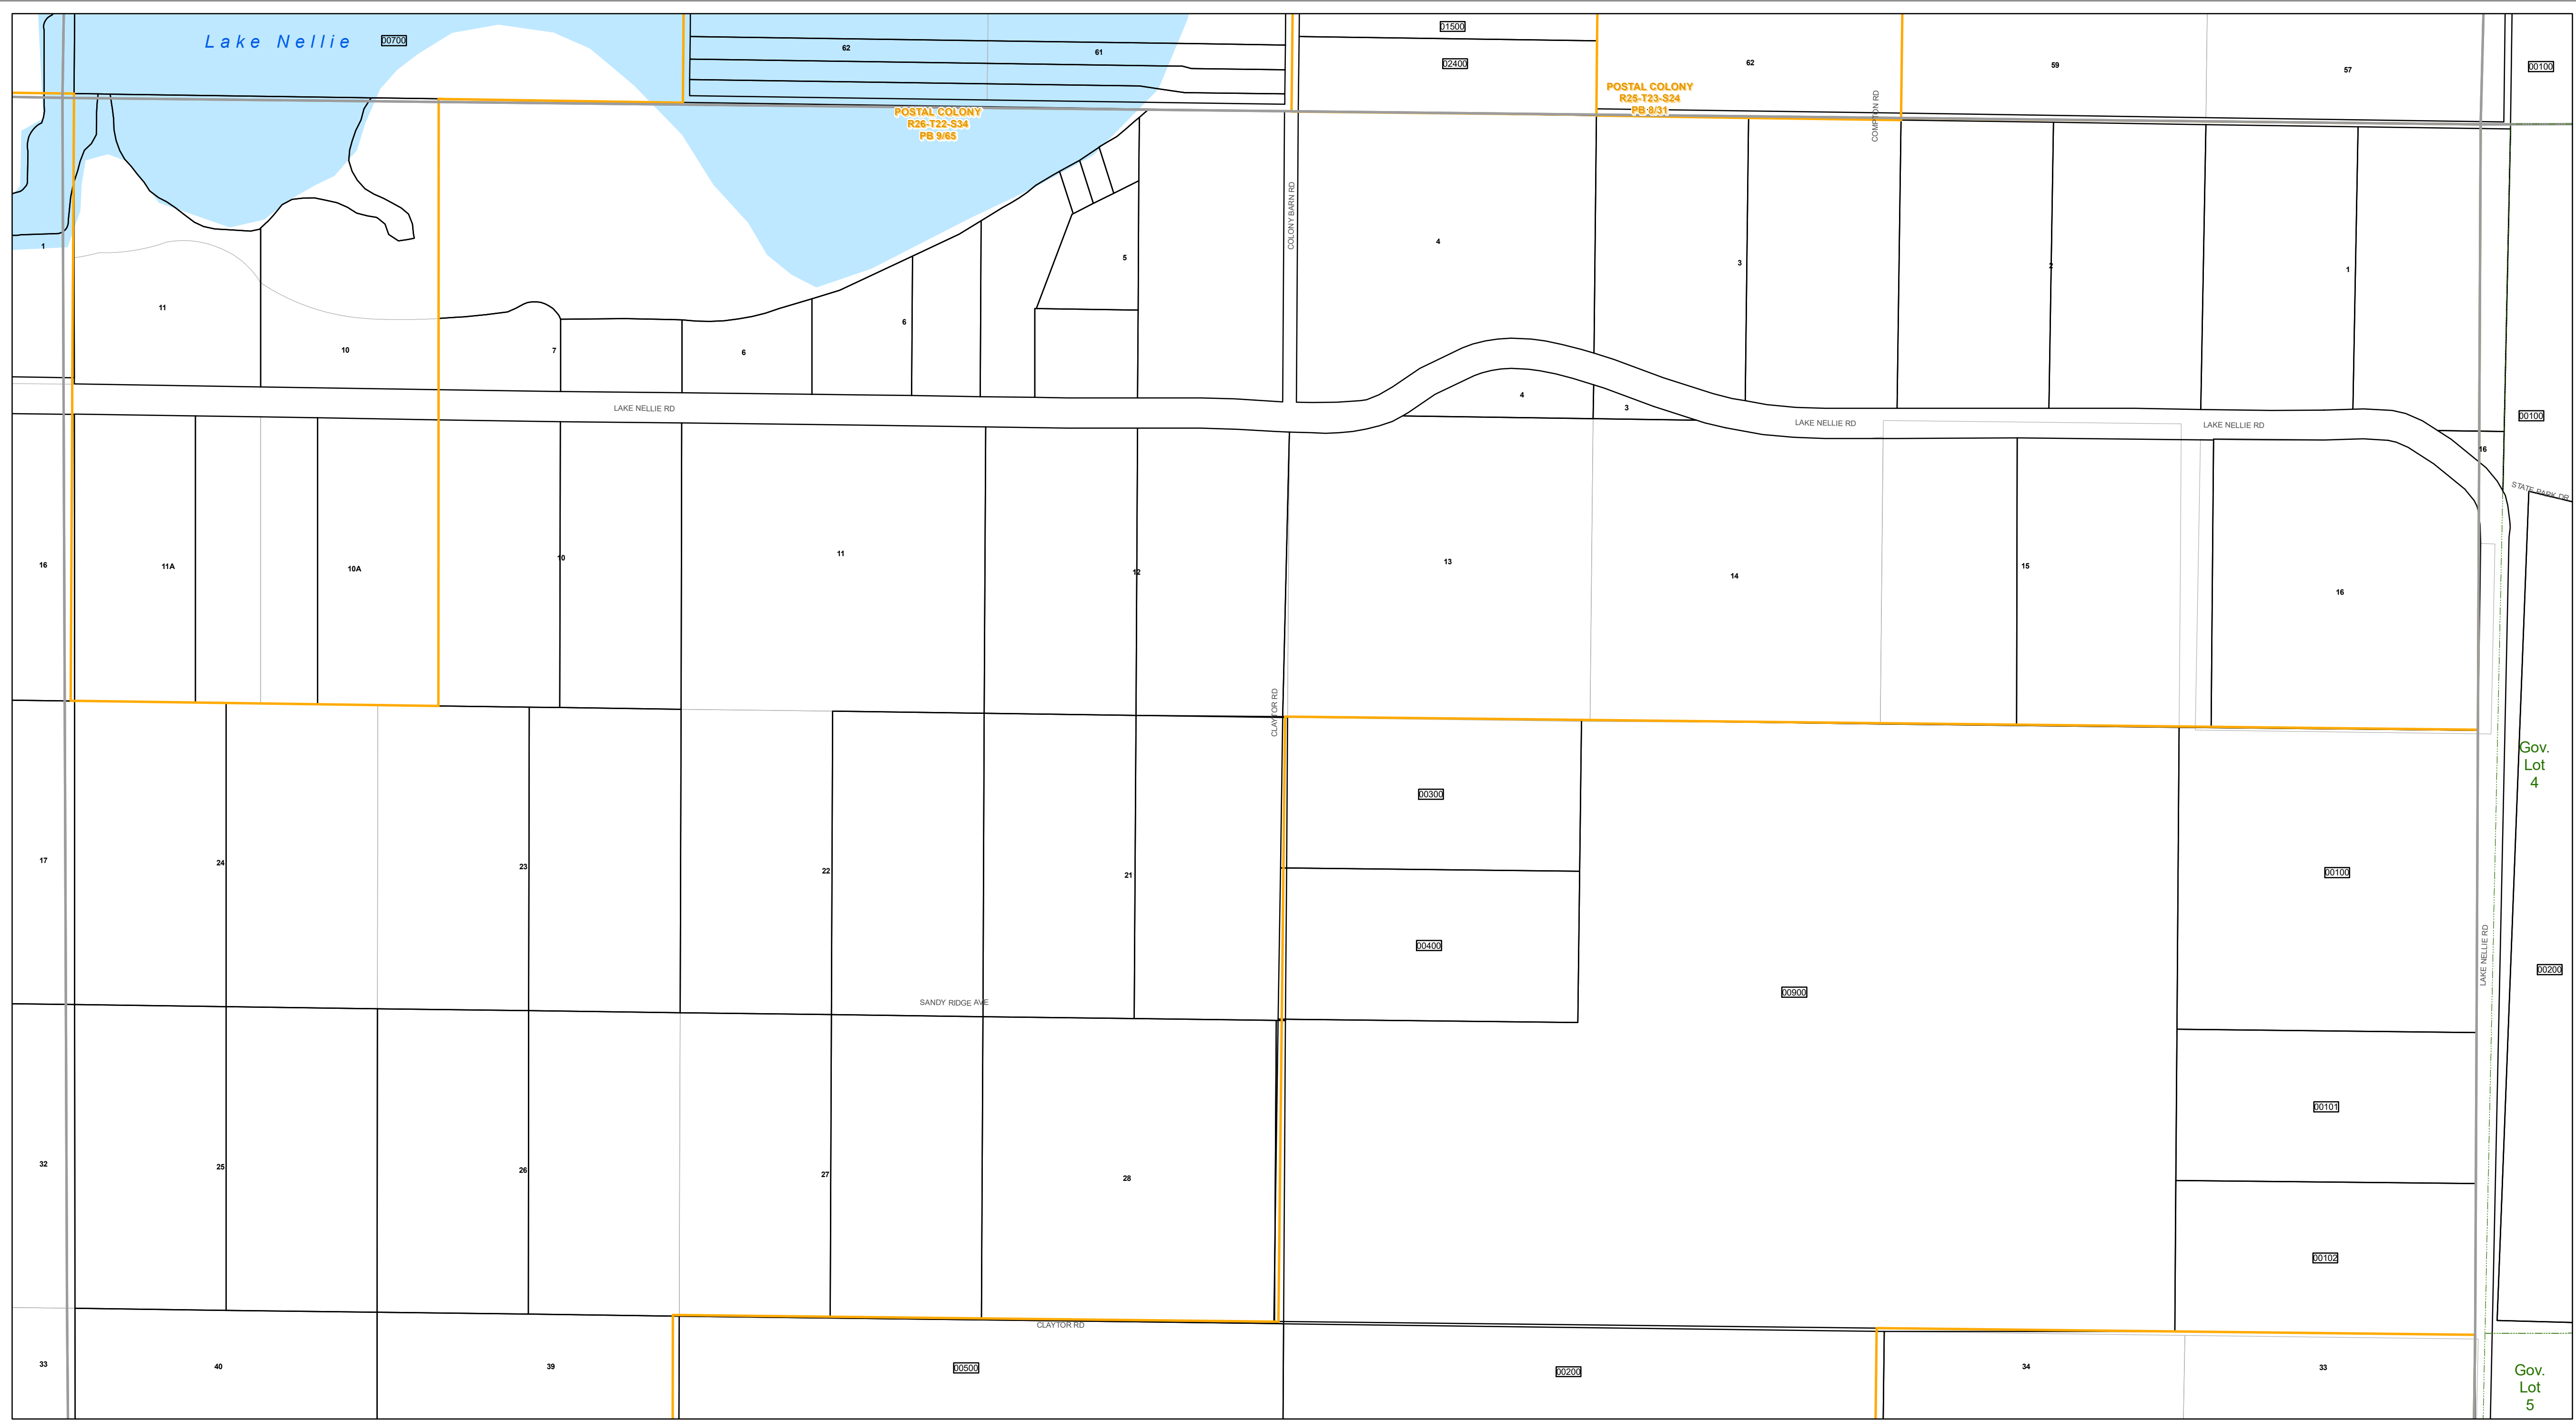 Lake Nellie
00700
62
61
01500
02400
62
59
57
00100
POSTAL COLONY
R26-T22-S34
PB 9/65
POSTAL COLONY
R25-T23-S24
PB 8/31
COMPTON RD
COLONY BARN RD
1
11
10
7
6
6
5
4
3
2
1
4
3
LAKE NELLIE RD
LAKE NELLIE RD
LAKE NELLIE RD
00100
16
STATE PARK DR
16
11A
10A
10
11
12
13
14
15
16
CLAYTOR RD
17
24
23
22
21
00300
00400
00900
00100
Gov.
Lot
4
00200
LAKE NELLIE RD
SANDY RIDGE AVE
32
25
26
27
28
00101
00102
CLAYTOR RD
33
40
39
00500
00200
34
33
Gov.
Lot
5